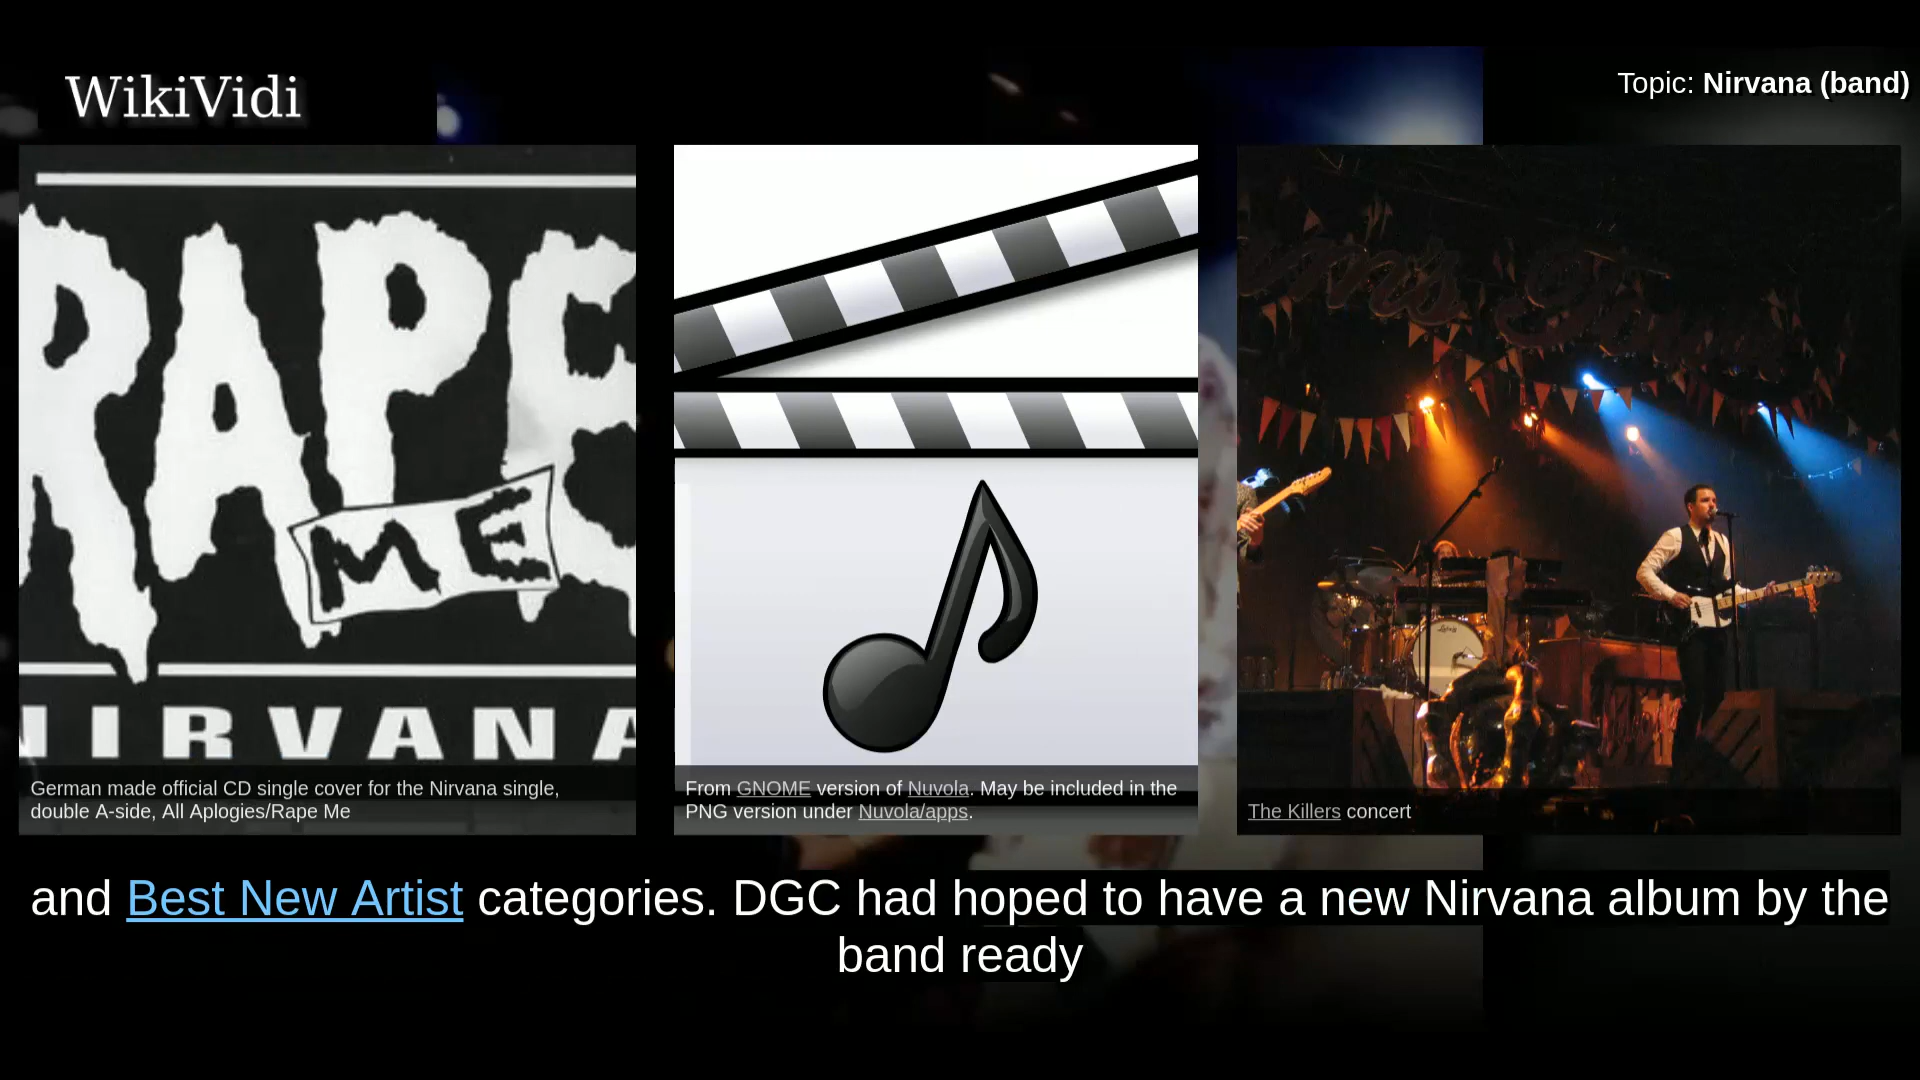 WikiVidi
Topic: Nirvana (band)
RAPE
ME
NIRVANA
German made official CD single cover for the Nirvana single,
double A-side, All Aplogies/Rape Me
From GNOME version of Nuvola. May be included in the
PNG version under Nuvola/apps.
Ludwig
The Killers concert
and Best New Artist categories. DGC had hoped to have a new Nirvana album by the
band ready